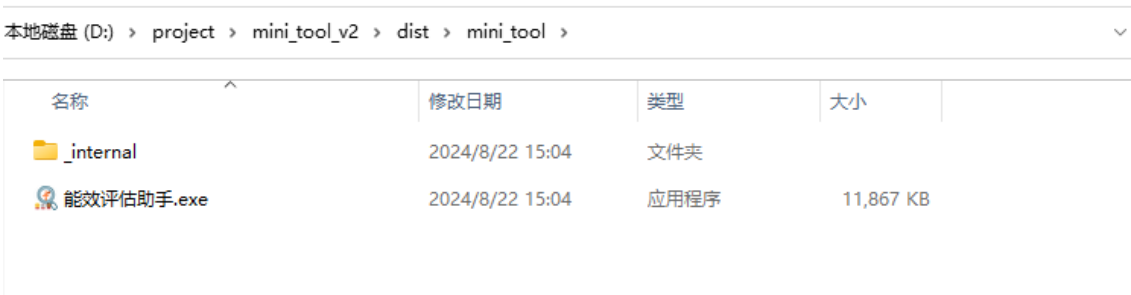 本地磁盘 (D:) › project › mini_tool_v2 › dist › mini_tool ›
名称 修改日期 类型 大小
_internal 2024/8/22 15:04 文件夹
能效评估助手.exe 2024/8/22 15:04 应用程序 11,867 KB